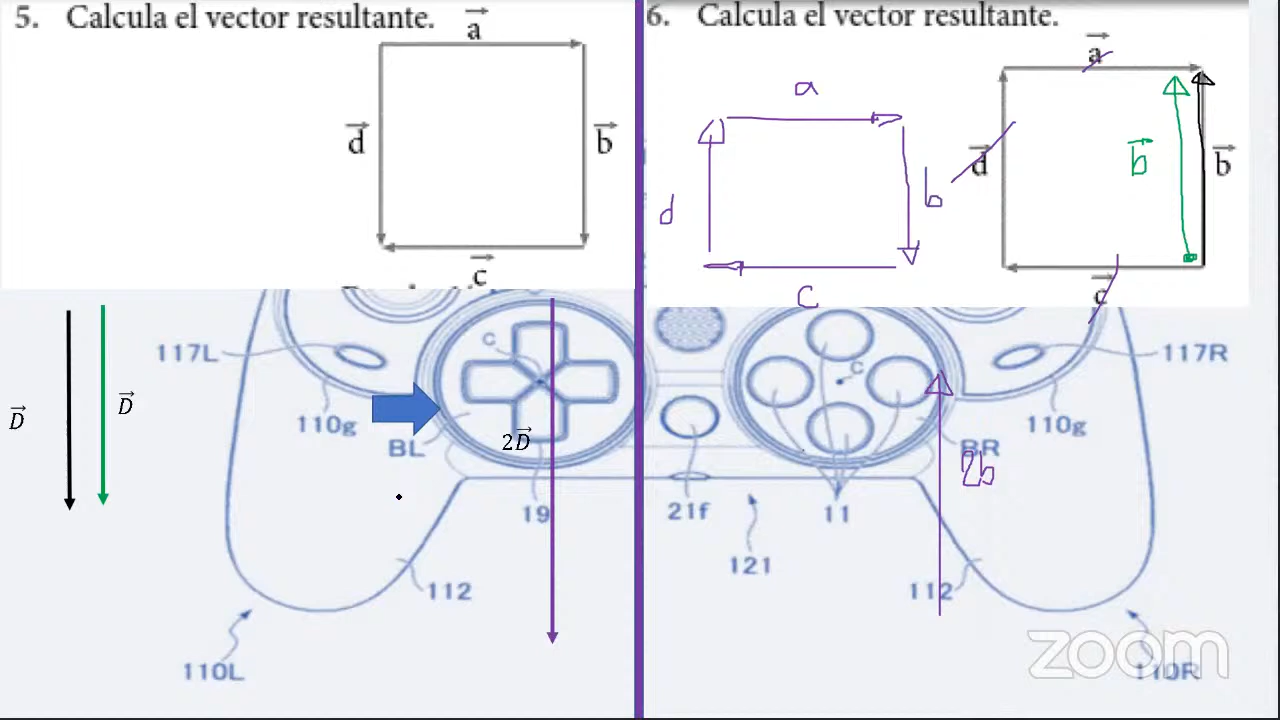 5. Calcula el vector resultante.
a
d
b
c
6. Calcula el vector resultante.
a
a
d
b
b
d
b
c
C
117L
110g
BL
C
19
112
110L
D
D
2D
21f
121
11
C
BR
2b
112
117R
110g
110R
zoom